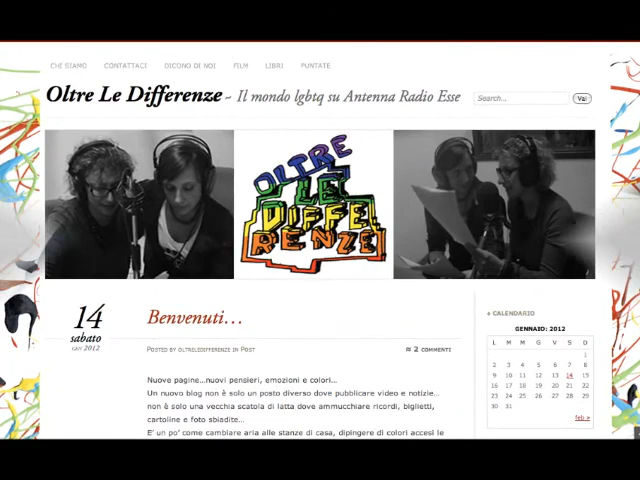 CHI SIAMO CONTATTACI DICONO DI NOI FILM LIBRI PUNTATE
Oltre Le Differenze ~ Il mondo lgbtq su Antenna Radio Esse
Search... Vai
OLTRE
LE
DIFFE
RENZE
14
sabato
GEN 2012
Benvenuti...
POSTED BY OLTRELEDIFFERENZE IN POST
≈ 2 COMMENTI
Nuove pagine...nuovi pensieri, emozioni e colori...
Un nuovo blog non è solo un posto diverso dove pubblicare video e notizie...
non è solo una vecchia scatola di latta dove ammucchiare ricordi, biglietti,
cartoline e foto sbiadite...
E' un po' come cambiare aria alle stanze di casa, dipingere di colori accesi le
CALENDARIO
GENNAIO: 2012
L M M G V S D
1
2 3 4 5 6 7 8
9 10 11 12 13 14 15
16 17 18 19 20 21 22
23 24 25 26 27 28 29
30 31
feb »